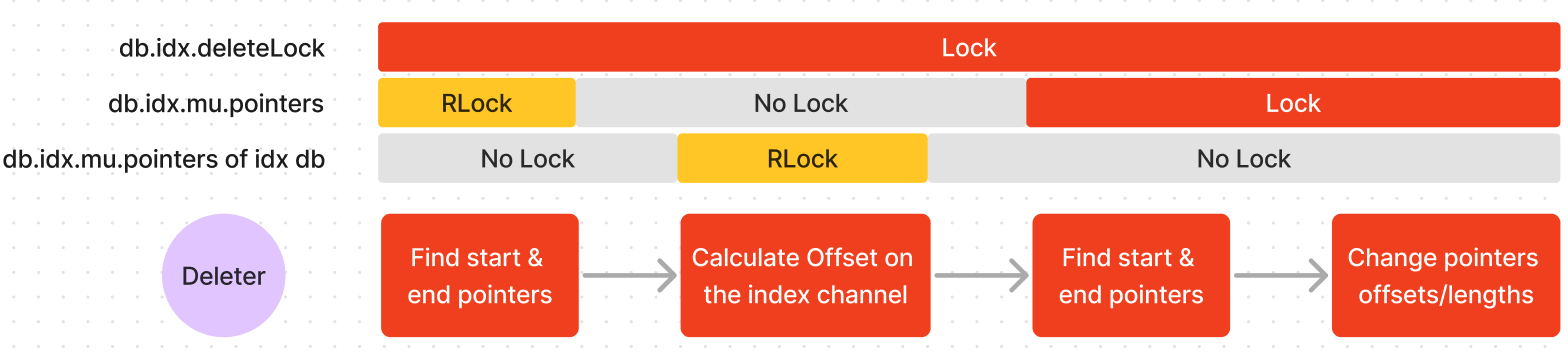 db.idx.deleteLock
Lock
db.idx.mu.pointers
RLock
No Lock
Lock
db.idx.mu.pointers of idx db
No Lock
RLock
No Lock
Deleter
Find start &
end pointers
Calculate Offset on
the index channel
Find start &
end pointers
Change pointers
offsets/lengths